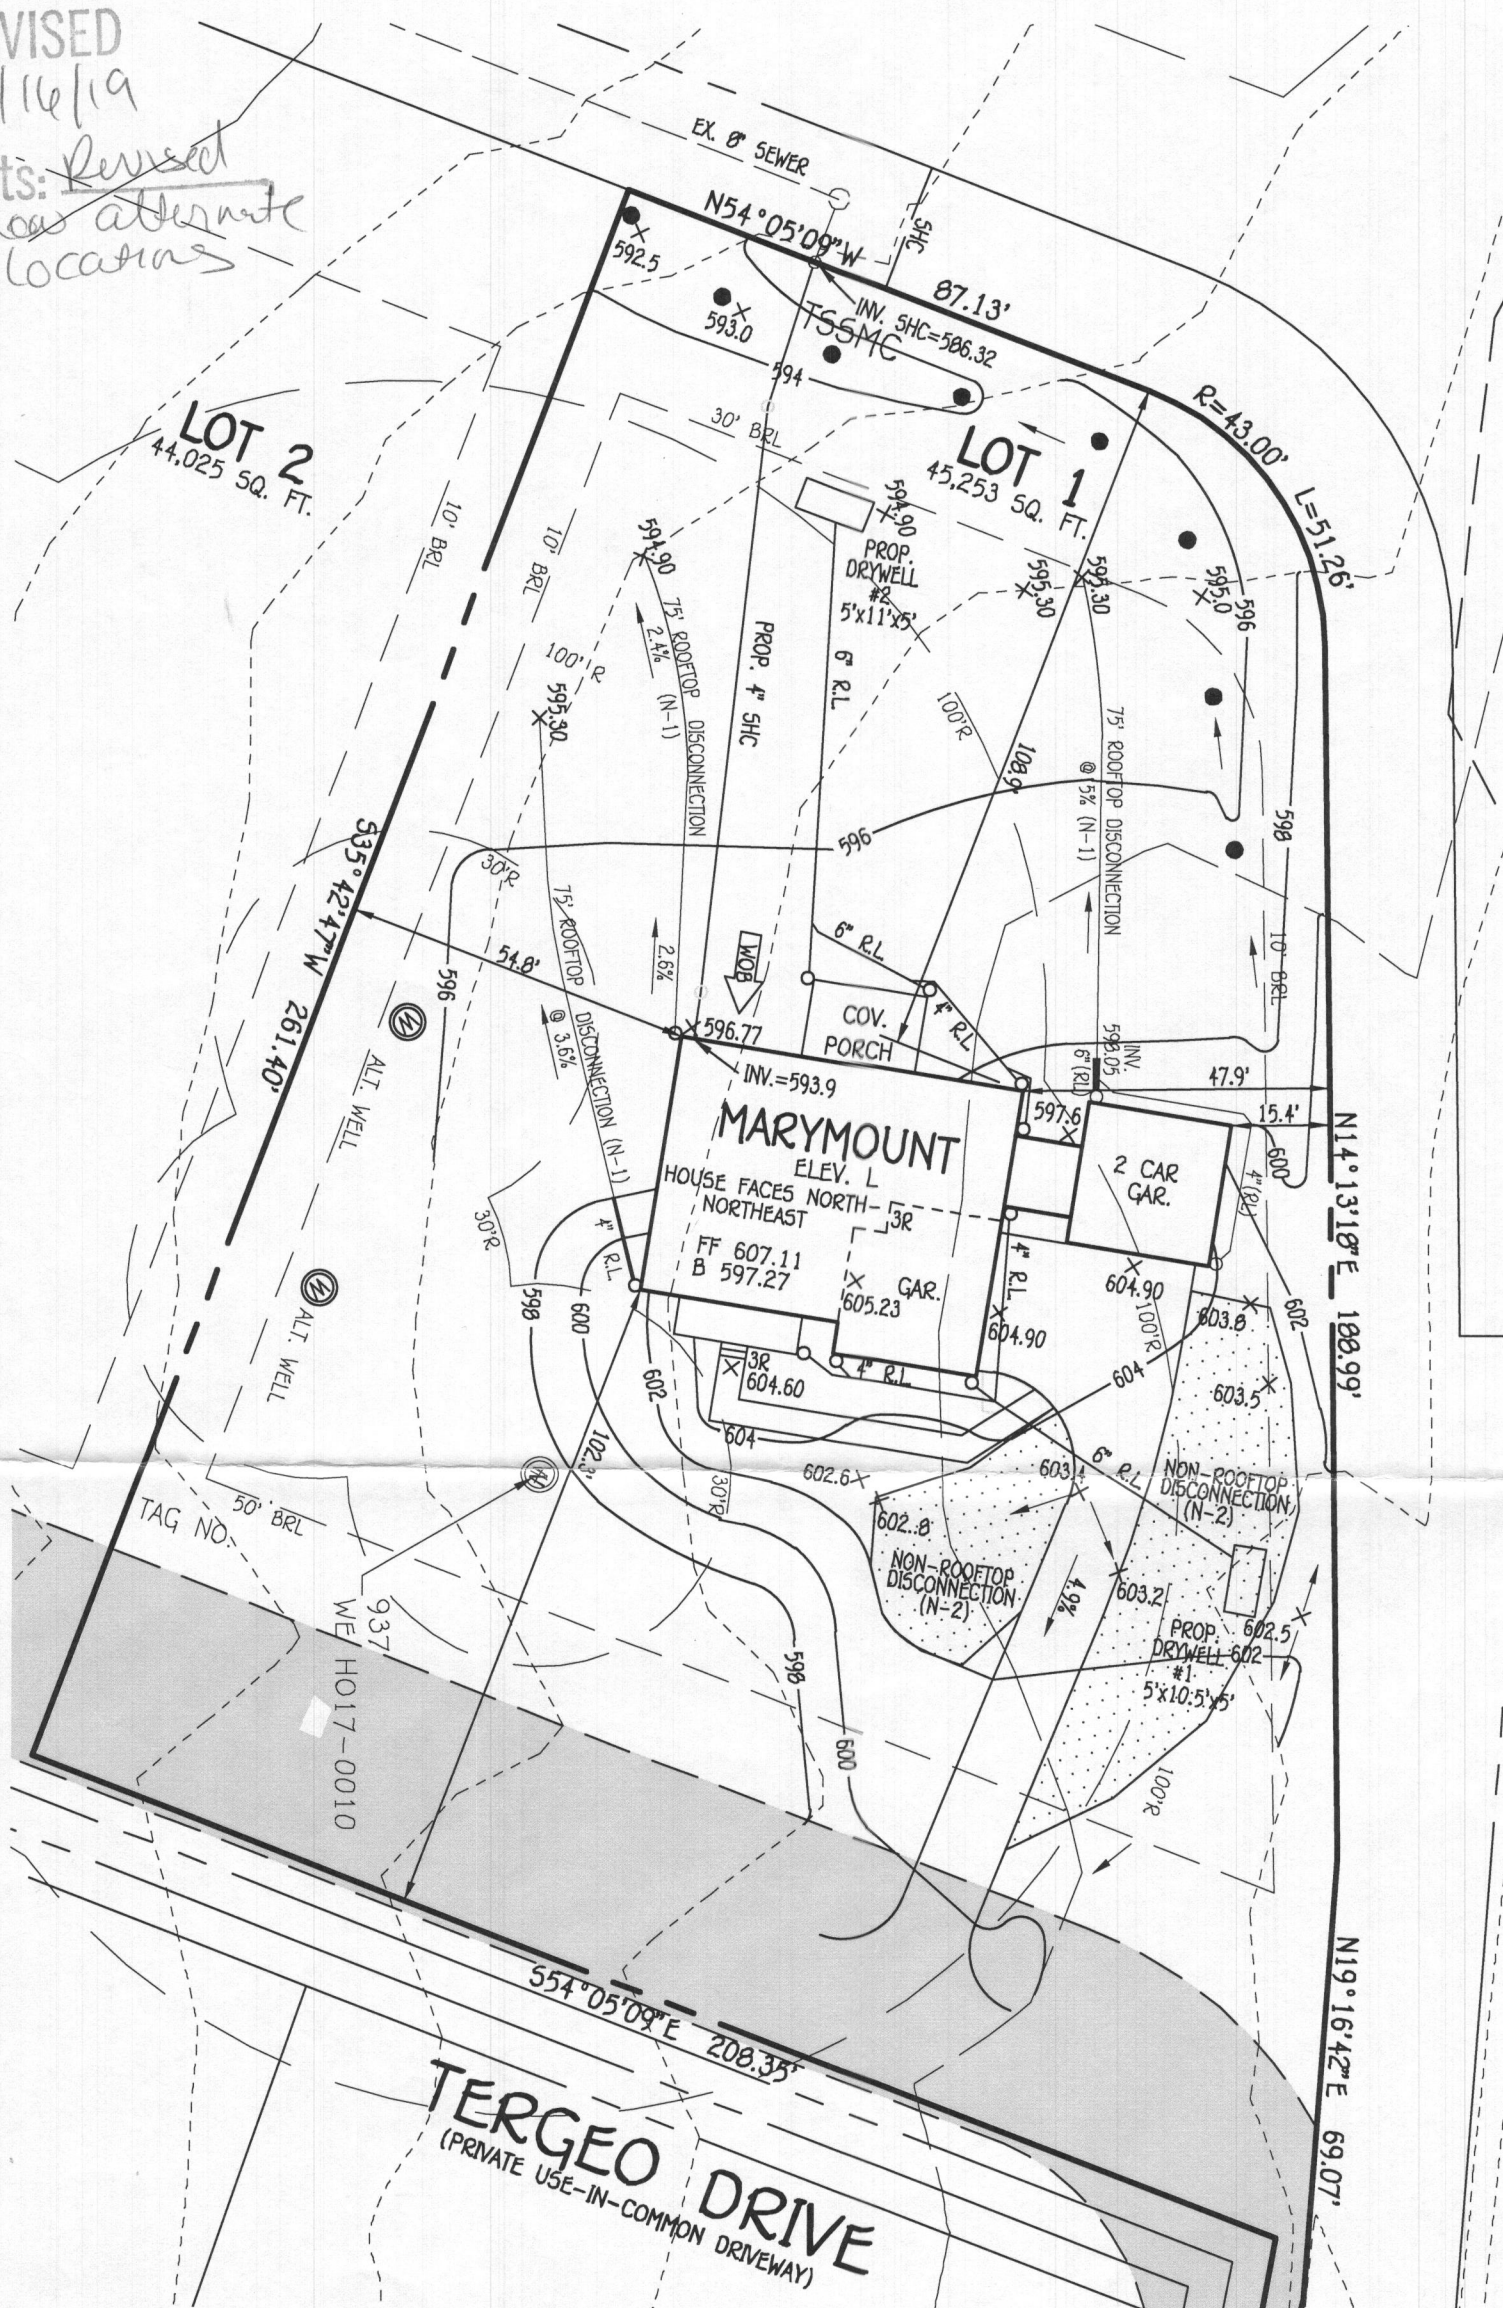 VISED
/16/19
ts: Revised
alternate
locations
EX. 8" SEWER
SHC
N54°05'09"W
87.13'
592.5
593.0
INV. SHC=586.32
TSSMC
594
30' BRL
LOT 2
44,025 SQ. FT.
LOT 1
45,253 SQ. FT.
R=43.00'
L=51.26'
10' BRL
10' BRL
594.90
594.90
PROP.
DRYWELL
#2
5'x11'x5'
595.30
595.30
595.0
596
75' ROOFTOP DISCONNECTION
2.4% (N-1)
100' R
595.30
PROP. 4" SHC
6" R.L
100'R
108.9'
75' ROOFTOP DISCONNECTION
@ .5% (N-1)
598
596
S35°42'47"W 261.40'
30'R
75' ROOFTOP DISCONNECTION (N-1)
@ 3.6%
54.8'
596
2.6%
WOB
6" R.L
4" R.L
10' BRL
COV.
PORCH
596.77
INV.=593.9
INV.
593.05
6"(RL)
47.9'
15.4'
597.6
600
4"(RL)
N14°13'18"E 188.99'
ALT. WELL
W
MARYMOUNT
ELEV. L
HOUSE FACES NORTH-
NORTHEAST
3R
FF 607.11
B 597.27
2 CAR
GAR.
GAR.
605.23
4" R.L
4" R.L.
30'R
604.90
604.90
603.8
602
100'R
W
ALT. WELL
598
600
602
3R
604.60
4" R.L
604
603.5
604
102.3'
30'R
602.6
603.4
6" R.L
NON-ROOFTOP
DISCONNECTION
(N-2)
602.8
NON-ROOFTOP
DISCONNECTION
(N-2)
50' BRL
TAG NO.
937
WE HO17-0010
4.9%
603.2
PROP.
DRYWELL
#1
5'x10.5'x5'
602.5
602
598
600
100'R
N19°16'42"E 69.07'
S54°05'09"E 208.35'
TERGEO DRIVE
(PRIVATE USE-IN-COMMON DRIVEWAY)